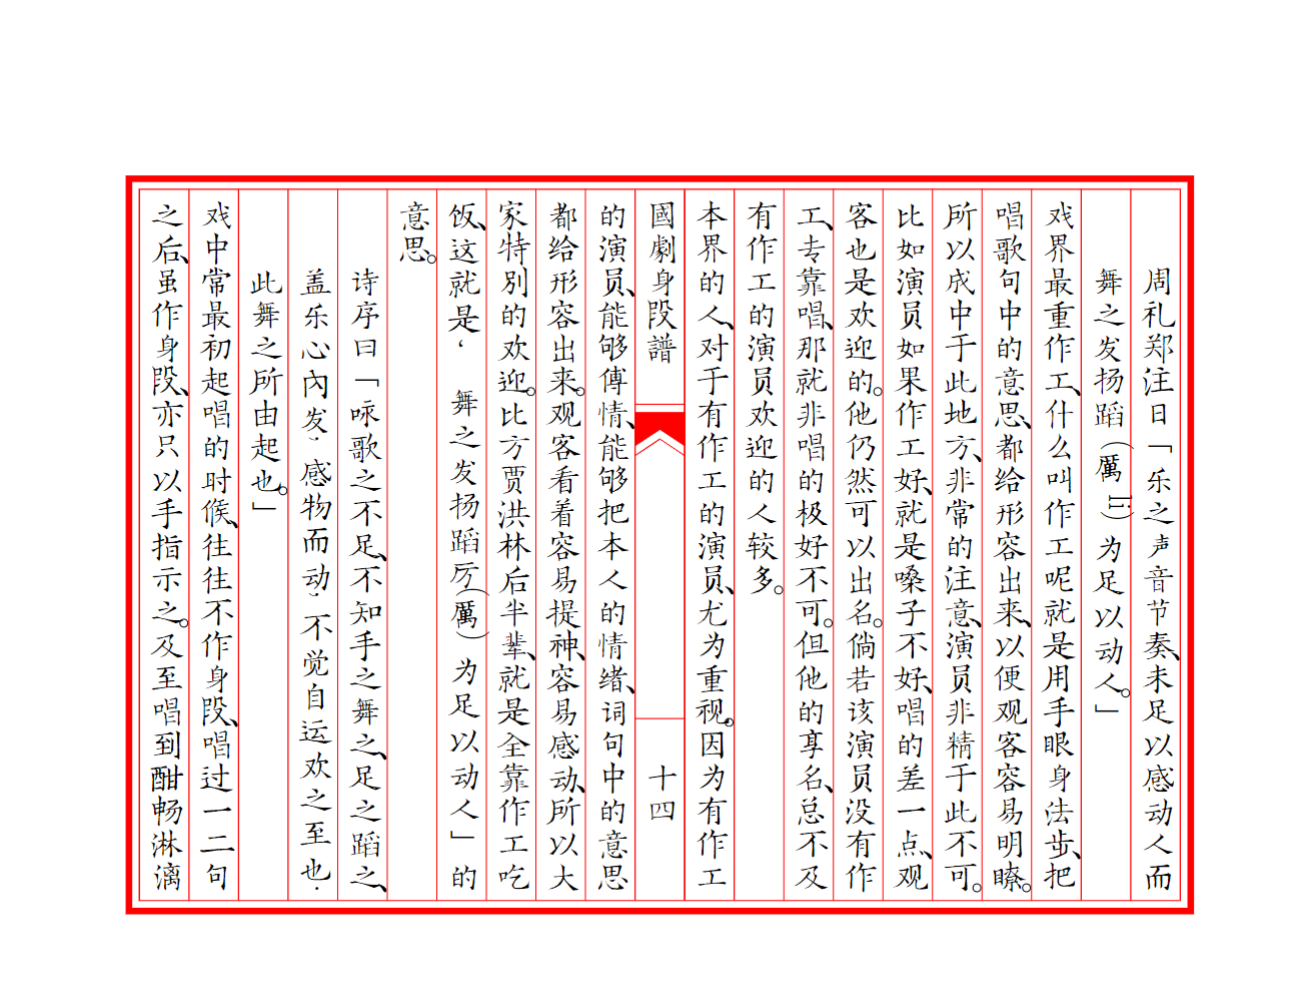 周礼郑注曰「乐之声音节奏、未足以感动人而
舞之发扬蹈（厲 li）为足以动人。」
戏界最重作工、什么叫作工呢就是用手眼身法步、把
唱歌句中的意思、都给形容出来、以便观客容易明瞭。
所以成中于此地方、非常的注意、演员非精于此不可。
比如演员如果作工好、就是嗓子不好、唱的差一点、观
客也是欢迎的。他仍然可以出名。倘若该演员没有作
工、专靠唱、那就非唱的极好不可。但他的享名、总不及
有作工的演员欢迎的人较多。
本界的人、对于有作工的演员、尤为重视。因为有作工
國劇身段譜
十四
的演员、能够傳情、能够把本人的情绪、词句中的意思
都给形容出来。观客看着容易提神、容易感动、所以大
家特别的欢迎。比方贾洪林后半辈、就是全靠作工吃
饭、这就是‘ 舞之发扬蹈厉（厲）为足以动人」的
意思。
诗序曰「咏歌之不足、不知手之舞之、足之蹈之、
盖乐心内发，感物而动，不觉自运欢之至也．
此舞之所由起也。」
戏中常最初起唱的时候、往往不作身段、唱过一二句
之后、虽作身段、亦只以手指示之。及至唱到酣畅淋漓